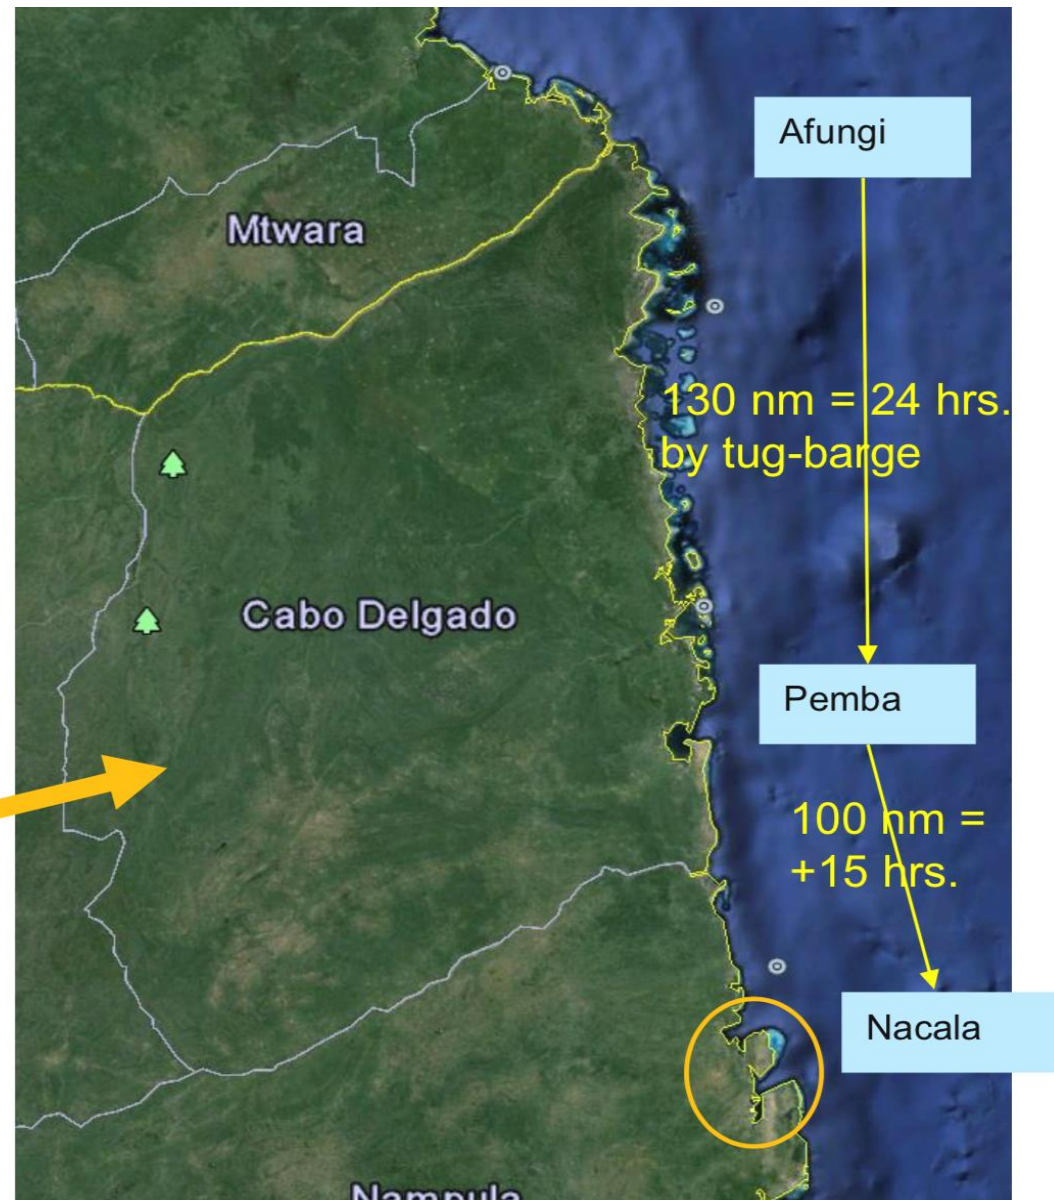 Afungi
Mtwara
130 nm = 24 hrs.
by tug-barge
Cabo Delgado
Pemba
100 nm =
+15 hrs.
Nacala
Nampula